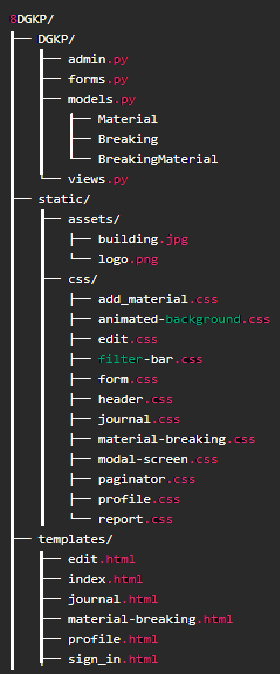 8DGKP/
├── DGKP/
│   ├── admin.py
│   ├── forms.py
│   ├── models.py
│   │   ├── Material
│   │   ├── Breaking
│   │   ├── BreakingMaterial
│   └── views.py
├── static/
│   ├── assets/
│   │   ├── building.jpg
│   │   └── logo.png
│   ├── css/
│   │   ├── add_material.css
│   │   ├── animated-background.css
│   │   ├── edit.css
│   │   ├── filter-bar.css
│   │   ├── form.css
│   │   ├── header.css
│   │   ├── journal.css
│   │   ├── material-breaking.css
│   │   ├── modal-screen.css
│   │   ├── paginator.css
│   │   ├── profile.css
│   │   └── report.css
├── templates/
│   ├── edit.html
│   ├── index.html
│   ├── journal.html
│   ├── material-breaking.html
│   ├── profile.html
│   └── sign_in.html